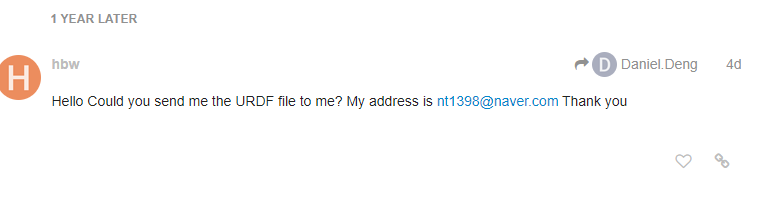 1 YEAR LATER
H
hbw
D Daniel.Deng 4d
Hello Could you send me the URDF file to me? My address is nt1398@naver.com Thank you